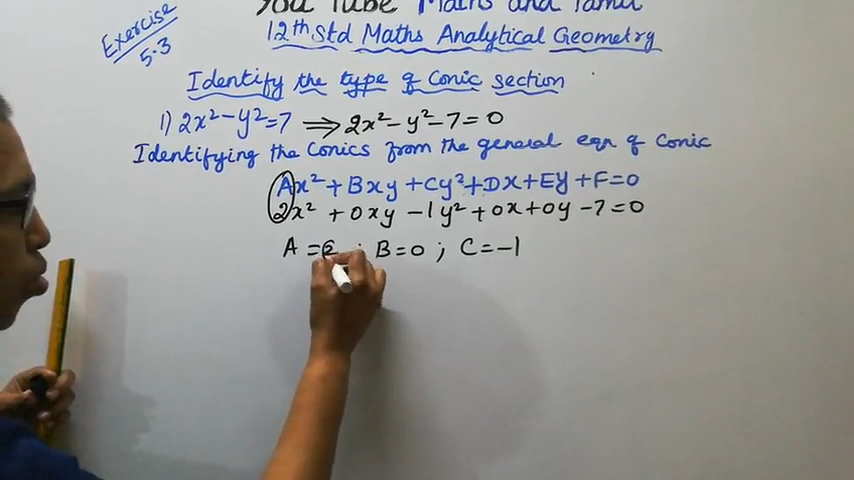 You Tube Maths and Tamil
12th Std Maths Analytical Geometry
Exercise
5.3
Identify the type of Conic section
1) 2x²-y²=7 ⟹ 2x²-y²-7=0
Identifying the Conics from the general eqn of Conic
Ax²+Bxy+Cy²+Dx+Ey+F=0
2x²+0xy-1y²+0x+0y-7=0
A = ; B=0 ; C=-1